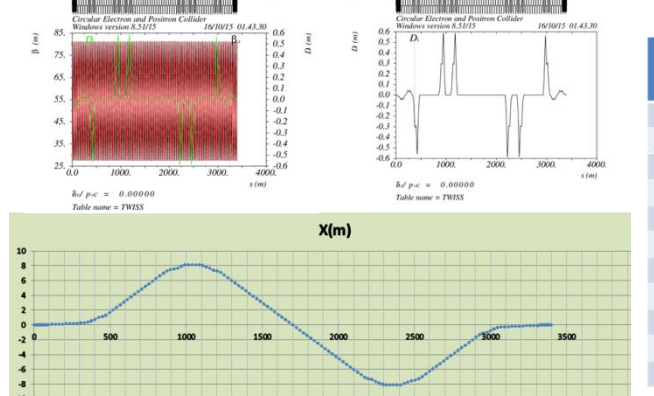 Circular Electron and Positron Collider
Windows version 8.51/15 16/10/15 01.43.30
β (m)
D (m)
85.
75.
65.
55.
45.
35.
25.
0.6
0.5
0.4
0.3
0.2
0.1
0.0
-0.1
-0.2
-0.3
-0.4
-0.5
-0.6
0.0 1000. 2000. 3000. 4000.
s (m)
δ / p c = 0.00000
Table name = TWISS
Circular Electron and Positron Collider
Windows version 8.51/15 16/10/15 01.43.30
D (m)
0.6
0.5
0.4
0.3
0.2
0.1
0.0
-0.1
-0.2
-0.3
-0.4
-0.5
-0.6
0.0 1000. 2000. 3000. 4000.
s (m)
δ / p c = 0.00000
Table name = TWISS
X(m)
10
8
6
4
2
0
-2
-4
-6
-8
0 500 1000 1500 2000 2500 3000 3500